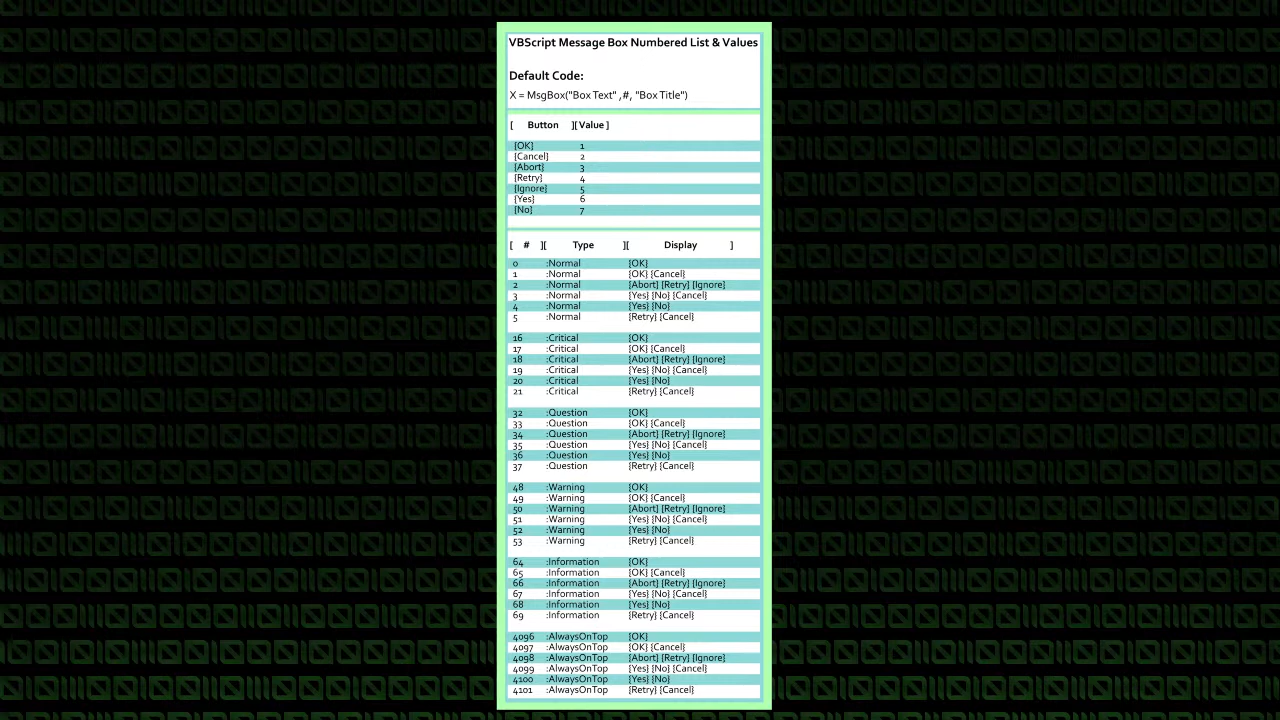 VBScript Message Box Numbered List & Values
Default Code:
X = MsgBox("Box Text" ,#, "Box Title")
[ Button ][ Value ]
{OK} 1
{Cancel} 2
{Abort} 3
{Retry} 4
{Ignore} 5
{Yes} 6
{No} 7
[ # ][ Type ][ Display ]
0 :Normal {OK}
1 :Normal {OK} {Cancel}
2 :Normal {Abort} {Retry} {Ignore}
3 :Normal {Yes} {No} {Cancel}
4 :Normal {Yes} {No}
5 :Normal {Retry} {Cancel}
16 :Critical {OK}
17 :Critical {OK} {Cancel}
18 :Critical {Abort} {Retry} {Ignore}
19 :Critical {Yes} {No} {Cancel}
20 :Critical {Yes} {No}
21 :Critical {Retry} {Cancel}
32 :Question {OK}
33 :Question {OK} {Cancel}
34 :Question {Abort} {Retry} {Ignore}
35 :Question {Yes} {No} {Cancel}
36 :Question {Yes} {No}
37 :Question {Retry} {Cancel}
48 :Warning {OK}
49 :Warning {OK} {Cancel}
50 :Warning {Abort} {Retry} {Ignore}
51 :Warning {Yes} {No} {Cancel}
52 :Warning {Yes} {No}
53 :Warning {Retry} {Cancel}
64 :Information {OK}
65 :Information {OK} {Cancel}
66 :Information {Abort} {Retry} {Ignore}
67 :Information {Yes} {No} {Cancel}
68 :Information {Yes} {No}
69 :Information {Retry} {Cancel}
4096 :AlwaysOnTop {OK}
4097 :AlwaysOnTop {OK} {Cancel}
4098 :AlwaysOnTop {Abort} {Retry} {Ignore}
4099 :AlwaysOnTop {Yes} {No} {Cancel}
4100 :AlwaysOnTop {Yes} {No}
4101 :AlwaysOnTop {Retry} {Cancel}